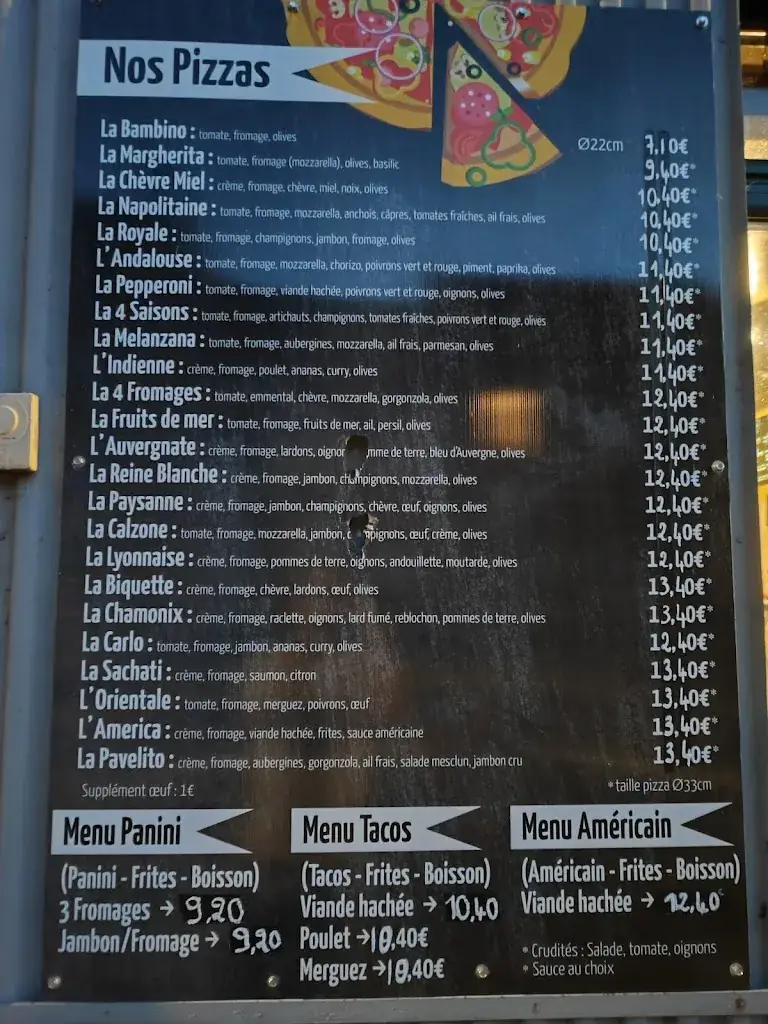 Nos Pizzas
La Bambino : tomate, fromage, olives Ø22cm 7,10€
La Margherita : tomate, fromage (mozzarella), olives, basilic 9,40€*
La Chèvre Miel : crème, fromage, chèvre, miel, noix, olives 10,40€*
La Napolitaine : tomate, fromage, mozzarella, anchois, câpres, tomates fraîches, ail frais, olives 10,40€*
La Royale : tomate, fromage, champignons, jambon, fromage, olives 10,40€*
L'Andalouse : tomate, fromage, mozzarella, chorizo, poivrons vert et rouge, piment, paprika, olives 11,40€*
La Pepperoni : tomate, fromage, viande hachée, poivrons vert et rouge, oignons, olives 11,40€*
La 4 Saisons : tomate, fromage, artichauts, champignons, tomates fraîches, poivrons vert et rouge, olives 11,40€*
La Melanzana : tomate, fromage, aubergines, mozzarella, ail frais, parmesan, olives 11,40€*
L'Indienne : crème, fromage, poulet, ananas, curry, olives 11,40€*
La 4 Fromages : tomate, emmental, chèvre, mozzarella, gorgonzola, olives 12,40€*
La Fruits de mer : tomate, fromage, fruits de mer, ail, persil, olives 12,40€*
L'Auvergnate : crème, fromage, lardons, de terre, bleu d'Auvergne, olives 12,40€*
La Reine Blanche : crème, fromage, jambon, champignons, mozzarella, olives 12,40€*
La Paysanne : crème, fromage, jambon, champignons, chèvre, œuf, oignons, olives 12,40€*
La Calzone : tomate, fromage, mozzarella, jambon, champignons, œuf, crème, olives 12,40€*
La Lyonnaise : crème, fromage, pommes de terre, oignons, andouillette, moutarde, olives 12,40€*
La Biquette : crème, fromage, chèvre, lardons, œuf, olives 13,40€*
La Chamonix : crème, fromage, raclette, oignons, lard fumé, reblochon, pommes de terre, olives 13,40€*
La Carlo : tomate, fromage, jambon, ananas, curry, olives 12,40€*
La Sachati : crème, fromage, saumon, citron 13,40€*
L'Orientale : tomate, fromage, merguez, poivrons, œuf 13,40€*
L'America : crème, fromage, viande hachée, frites, sauce américaine 13,40€*
La Pavelito : crème, fromage, aubergines, gorgonzola, ail frais, salade mesclun, jambon cru 13,40€*
Supplément œuf : 1€
* taille pizza Ø33cm
Menu Panini
(Panini - Frites - Boisson)
3 Fromages → 9,20
Jambon/Fromage → 9,20
Menu Tacos
(Tacos - Frites - Boisson)
Viande hachée → 10,40
Poulet → 10,40€
Merguez → 10,40€
Menu Américain
(Américain - Frites - Boisson)
Viande hachée → 12,40
* Crudités : Salade, tomate, oignons
* Sauce au choix